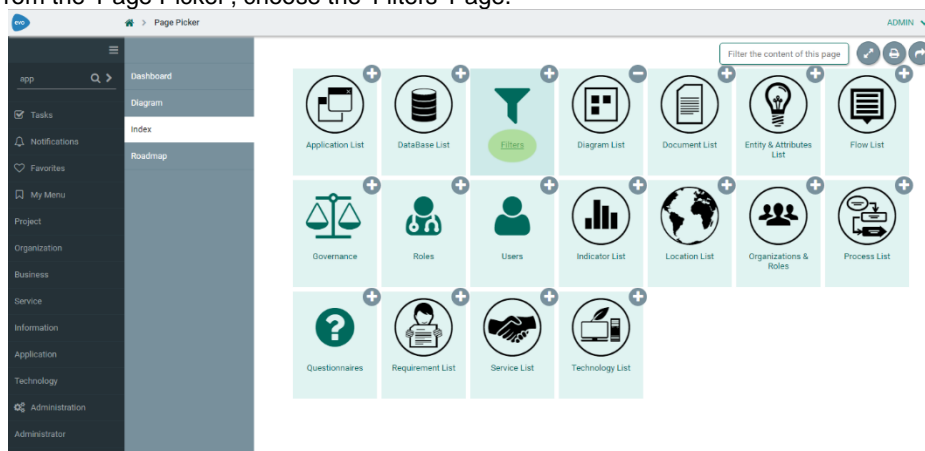 from the 'Page Picker', choose the 'Filters' Page.
evo
> Page Picker
ADMIN
app
Tasks
Notifications
Favorites
My Menu
Project
Organization
Business
Service
Information
Application
Technology
Administration
Administrator
Dashboard
Diagram
Index
Roadmap
Filter the content of this page
Application List
DataBase List
Filters
Diagram List
Document List
Entity & Attributes
List
Flow List
Governance
Roles
Users
Indicator List
Location List
Organizations &
Roles
Process List
Questionnaires
Requirement List
Service List
Technology List